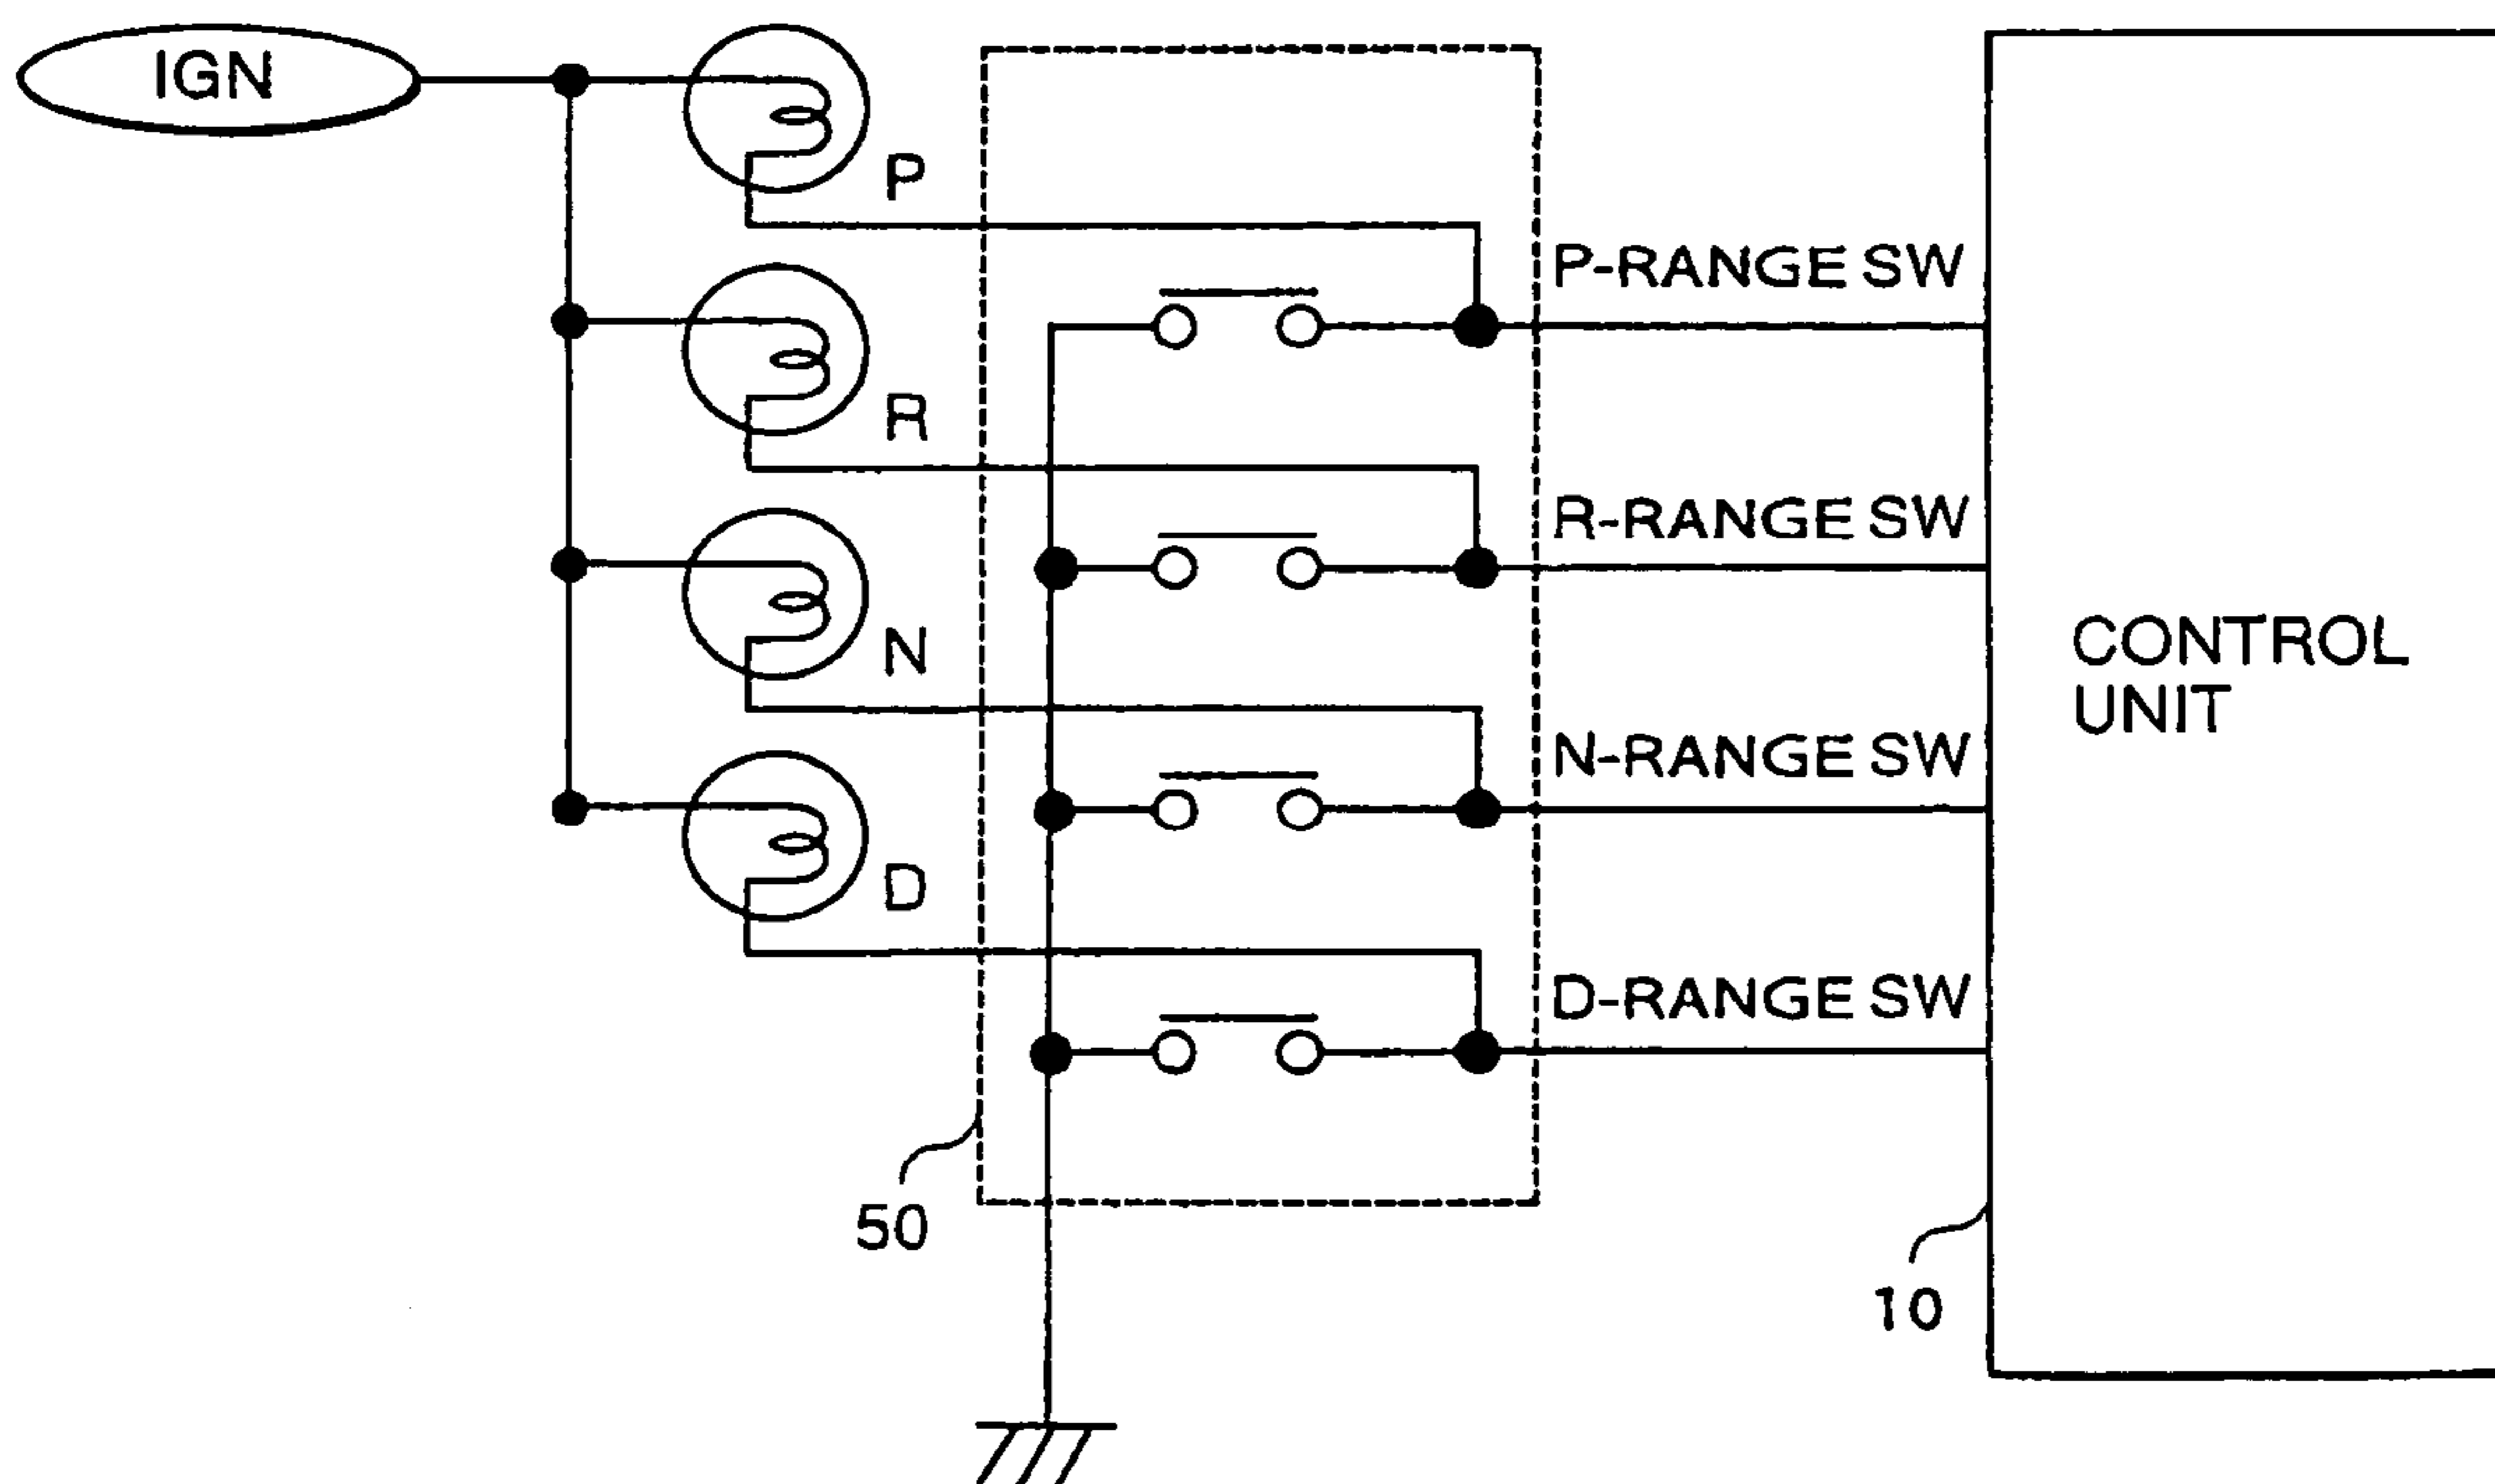 IGN
P
P-RANGE SW
R
R-RANGE SW
N
CONTROL
UNIT
N-RANGE SW
D
D-RANGE SW
50
10